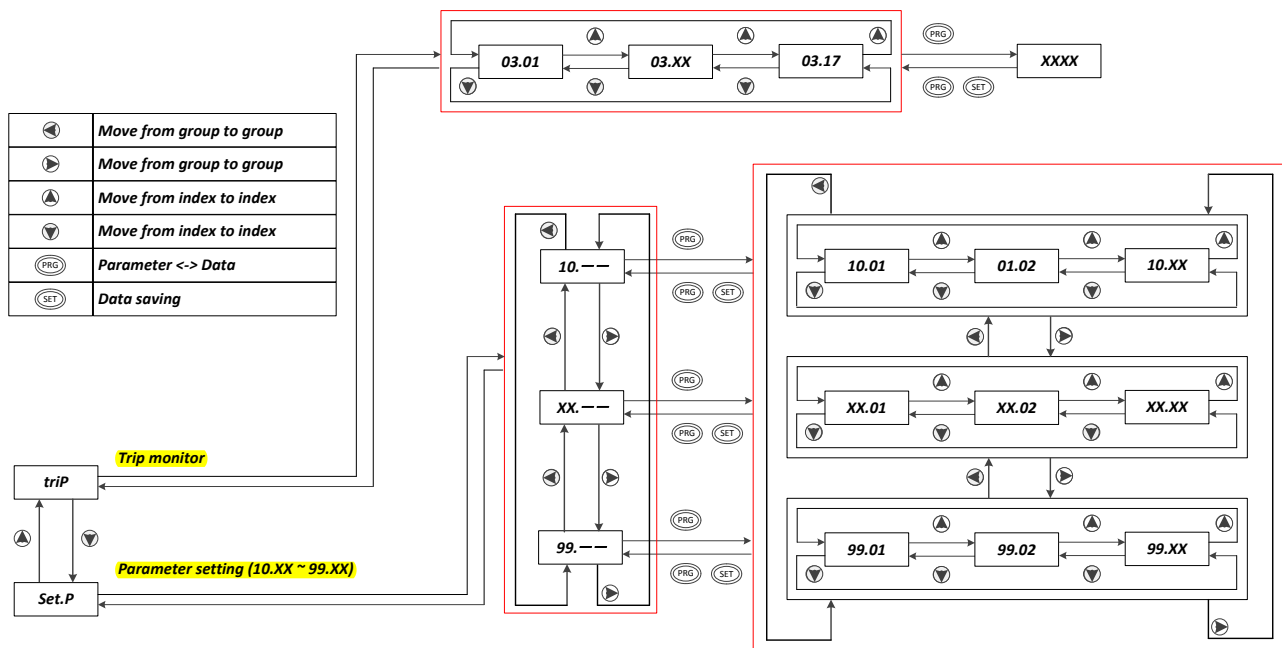 PRG
03.01
03.XX
03.17
XXXX
PRG SET
Move from group to group
Move from group to group
Move from index to index
Move from index to index
PRG Parameter <-> Data
SET Data saving
10.——
PRG
PRG SET
10.01
01.02
10.XX
XX.——
PRG
PRG SET
XX.01
XX.02
XX.XX
Trip monitor
triP
99.——
PRG
PRG SET
99.01
99.02
99.XX
Parameter setting (10.XX ~ 99.XX)
Set.P